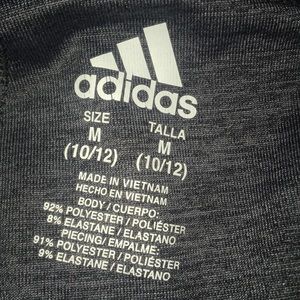 adidas
SIZE TALLA
M M
(10/12) (10/12)
MADE IN VIETNAM
HECHO EN VIETNAM
BODY / CUERPO:
92% POLYESTER / POLIÉSTER
8% ELASTANE / ELASTANO
PIECING/ EMPALME:
91% POLYESTER / POLIÉSTER
9% ELASTANE / ELASTANO